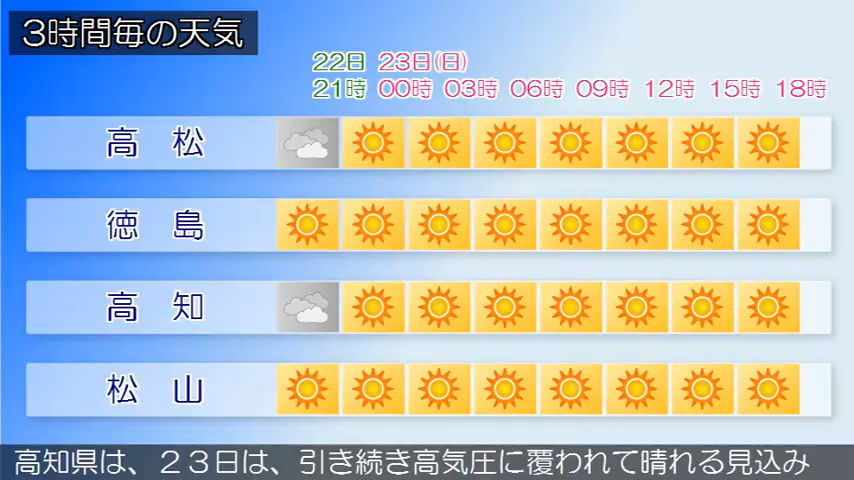 3時間毎の天気
22日 23日(日)
21時 00時 03時 06時 09時 12時 15時 18時
高松
徳島
高知
松山
高知県は、２３日は、引き続き高気圧に覆われて晴れる見込み